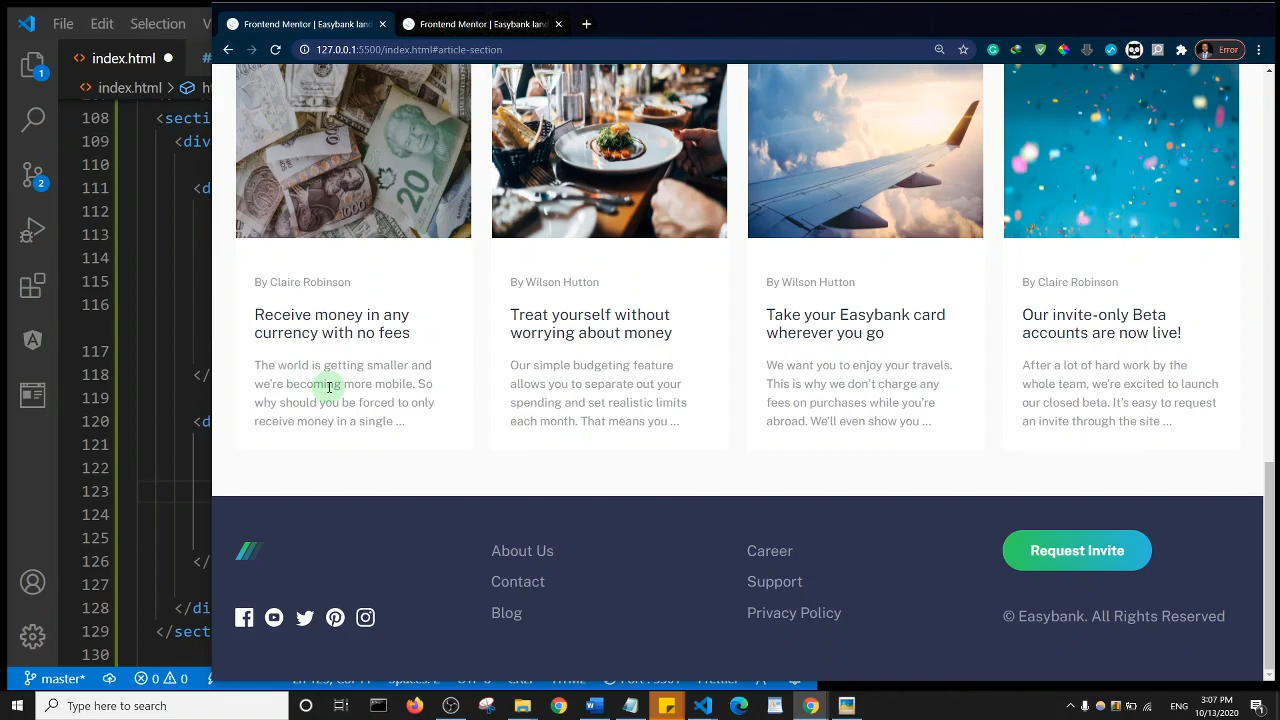 File
Edit
Selection
Frontend Mentor | Easybank lan
Frontend Mentor | Easybank lan
index.html
127.0.0.1:5500/index.html#article-section
Error
index.html
108
<secti
109
<div
110
111
<d
112
113
114
115
116
117
118
</
119
120
<d
121
122
123
124
125
126
</
127
128
</di
129
</sect
130
1
2
20
1000
By Claire Robinson
Receive money in any
currency with no fees
The world is getting smaller and
we're becoming more mobile. So
why should you be forced to only
receive money in a single ...
By Wilson Hutton
Treat yourself without
worrying about money
Our simple budgeting feature
allows you to separate out your
spending and set realistic limits
each month. That means you ...
By Wilson Hutton
Take your Easybank card
wherever you go
We want you to enjoy your travels.
This is why we don't charge any
fees on purchases while you're
abroad. We'll even show you ...
By Claire Robinson
Our invite-only Beta
accounts are now live!
After a lot of hard work by the
whole team, we're excited to launch
our closed beta. It's easy to request
an invite through the site ...
About Us
Contact
Blog
Career
Support
Privacy Policy
Request Invite
© Easybank. All Rights Reserved
master*
0
0
Type here to search
ENG
3:07 PM
10/13/2020